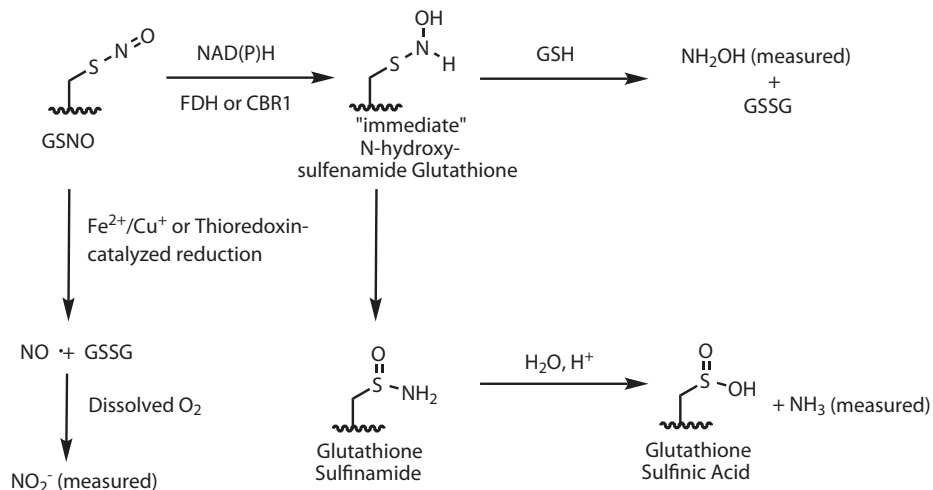 S
N
O
GSNO
NAD(P)H
FDH or CBR1
OH
N
S
H
"immediate"
N-hydroxy-
sulfenamide Glutathione
GSH
NH2OH (measured)
+
GSSG
Fe2+/Cu+ or Thioredoxin-
catalyzed reduction
NO ·+ GSSG
Dissolved O2
NO2- (measured)
O
S
NH2
Glutathione
Sulfinamide
H2O, H+
O
S
OH
+ NH3 (measured)
Glutathione
Sulfinic Acid